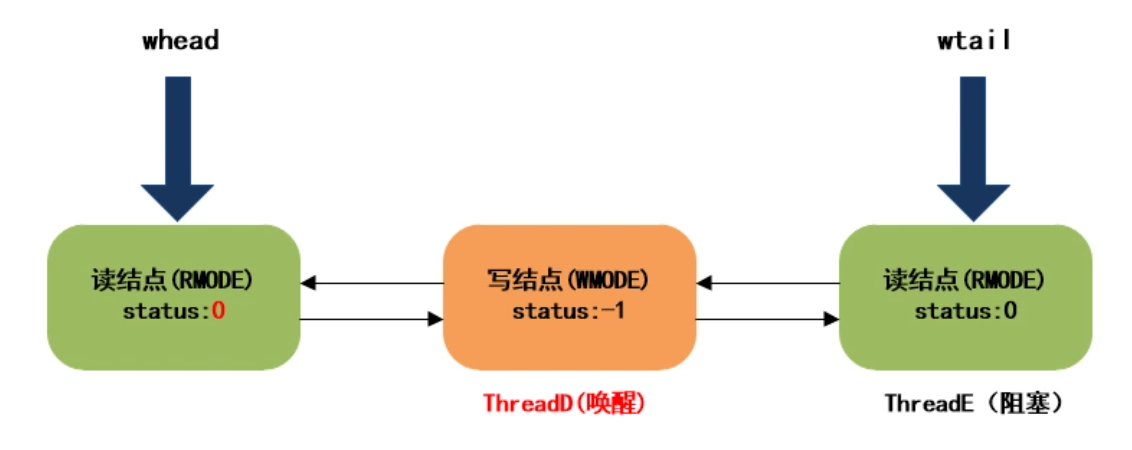 whead
wtail
读结点(RMODE)
status:0
写结点(WMODE)
status:-1
读结点(RMODE)
status:0
ThreadD(唤醒)
ThreadE（阻塞）